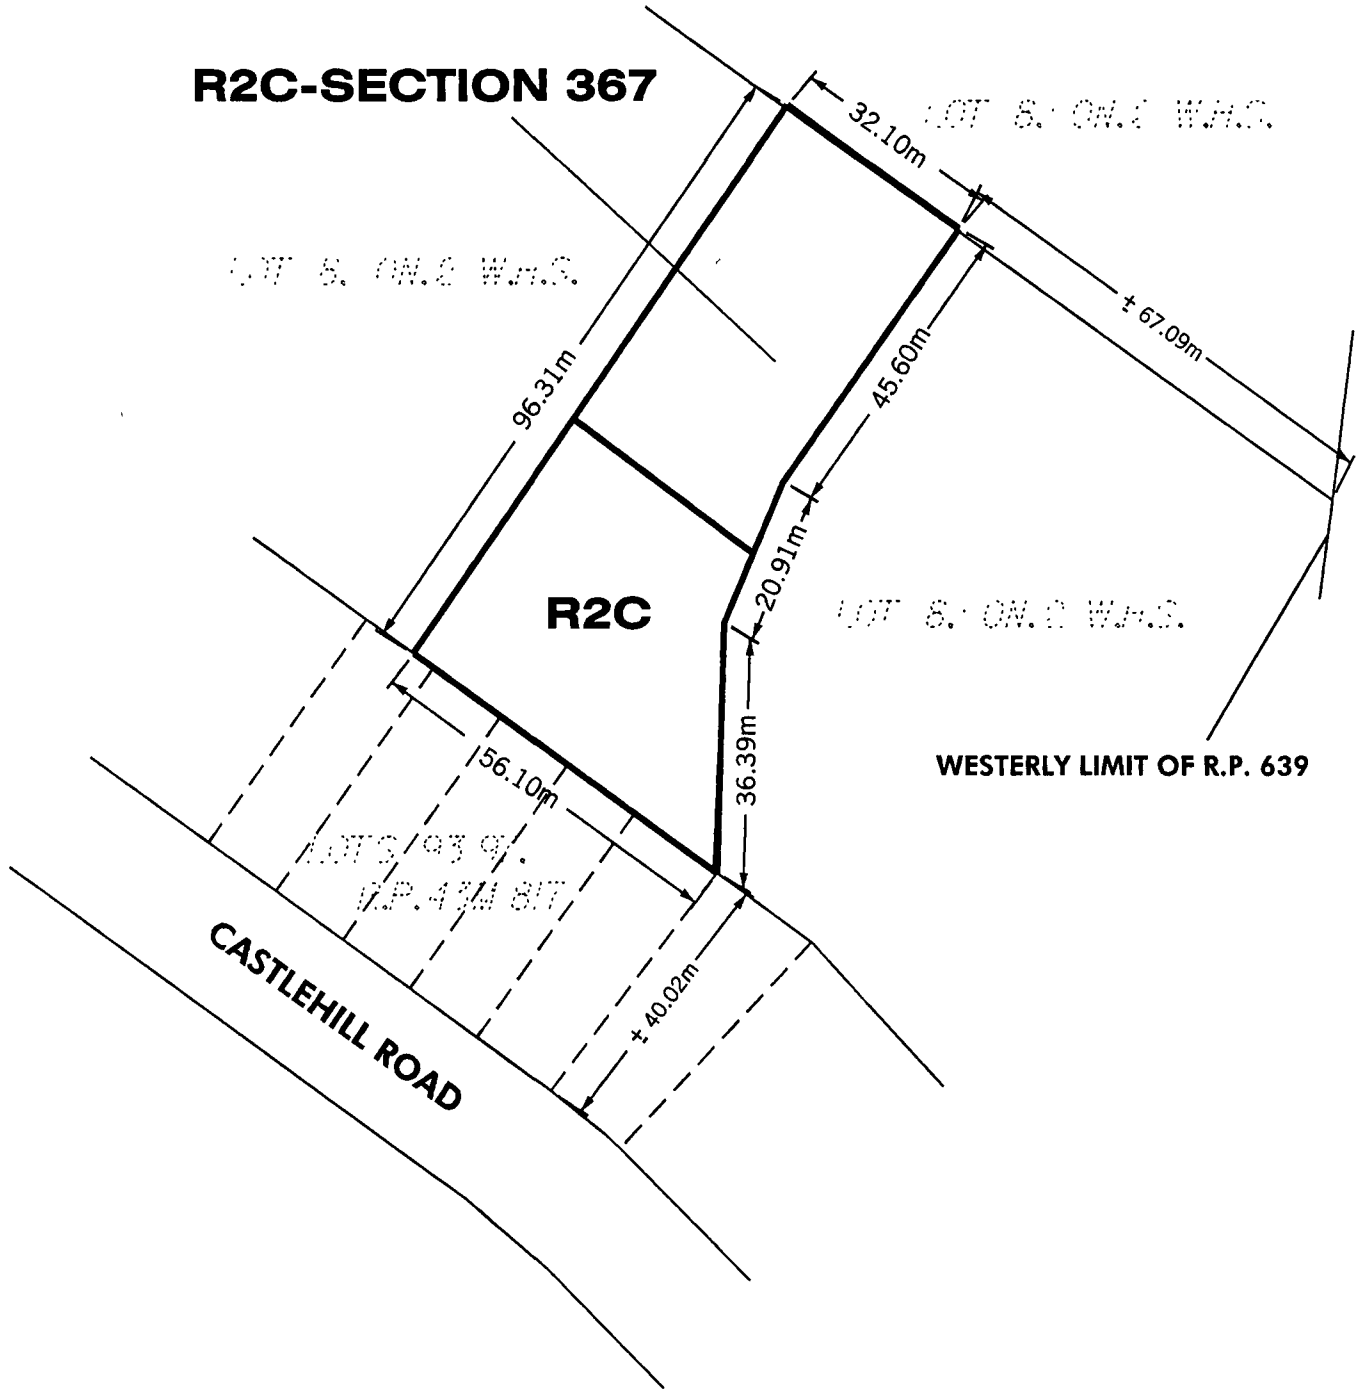 R2C-SECTION 367
32.10m
W.H.S.
W.H.S.
± 67.09m
96.31m
45.60m
20.91m
R2C
W.H.S.
36.39m
WESTERLY LIMIT OF R.P. 639
56.10m
± 40.02m
CASTLEHILL ROAD